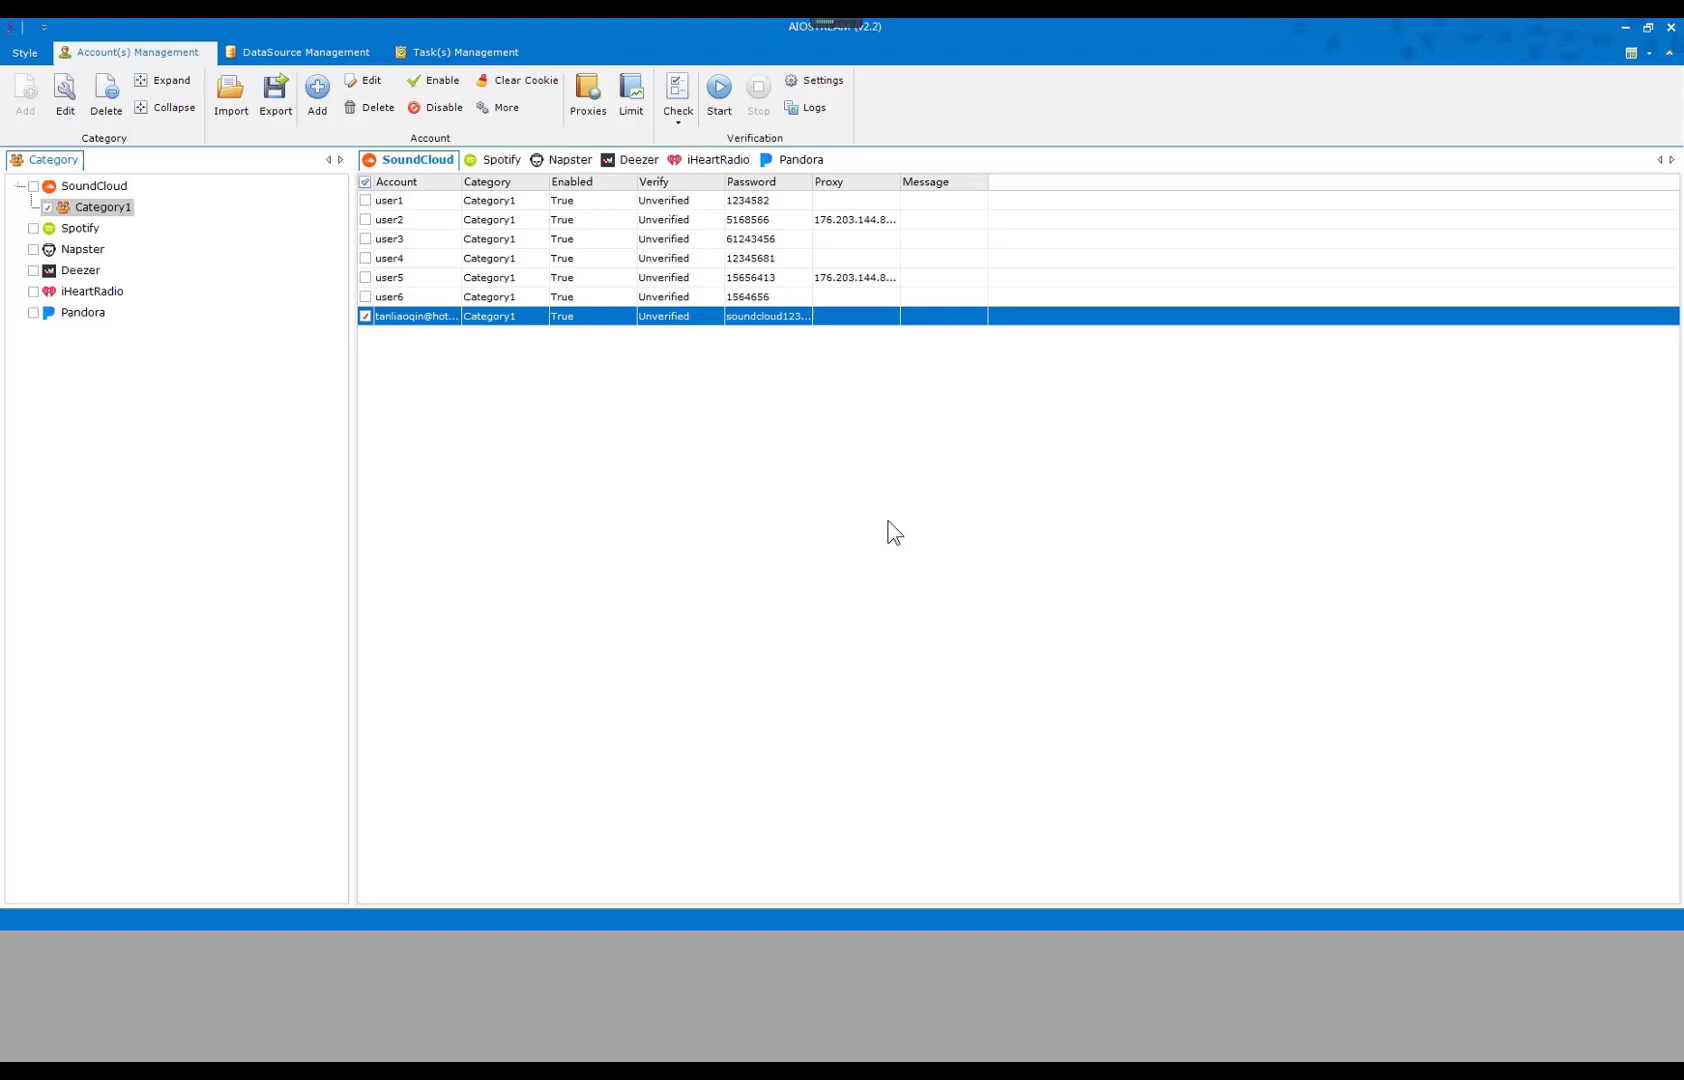 AIOSTREAM (v2.2)
Style Account(s) Management DataSource Management Task(s) Management
Add Edit Delete Expand Collapse Import Export Add Edit Delete Enable Disable Clear Cookie More Proxies Limit Check Start Stop Settings Logs
Category Account Verification
Category
SoundCloud
Category1
Spotify
Napster
Deezer
iHeartRadio
Pandora
SoundCloud Spotify Napster Deezer iHeartRadio Pandora
Account Category Enabled Verify Password Proxy Message
user1 Category1 True Unverified 1234582
user2 Category1 True Unverified 5168566 176.203.144.8...
user3 Category1 True Unverified 61243456
user4 Category1 True Unverified 12345681
user5 Category1 True Unverified 15656413 176.203.144.8...
user6 Category1 True Unverified 1564656
tanliaoqin@hot... Category1 True Unverified soundcloud123...